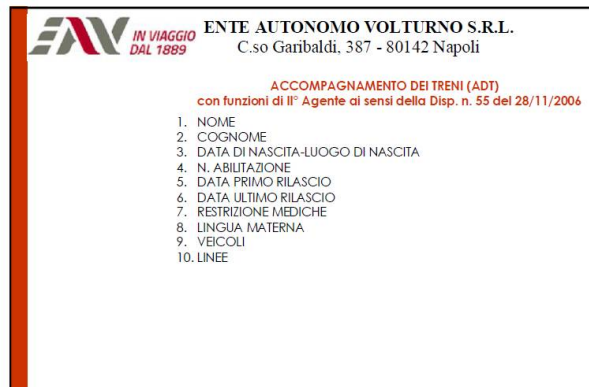 EAV IN VIAGGIO
DAL 1889
ENTE AUTONOMO VOLTURNO S.R.L.
C.so Garibaldi, 387 - 80142 Napoli
ACCOMPAGNAMENTO DEI TRENI (ADT)
con funzioni di II° Agente ai sensi della Disp. n. 55 del 28/11/2006
1. NOME
2. COGNOME
3. DATA DI NASCITA-LUOGO DI NASCITA
4. N. ABILITAZIONE
5. DATA PRIMO RILASCIO
6. DATA ULTIMO RILASCIO
7. RESTRIZIONE MEDICHE
8. LINGUA MATERNA
9. VEICOLI
10. LINEE